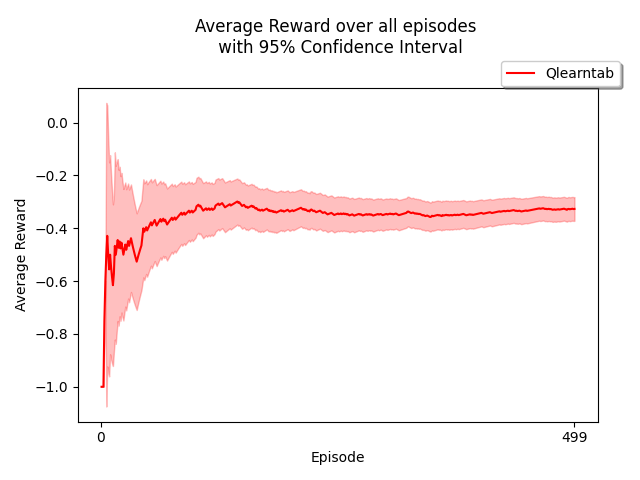 Average Reward over all episodes
with 95% Confidence Interval
Qlearntab
Average Reward
0.0
−0.2
−0.4
−0.6
−0.8
−1.0
0
499
Episode